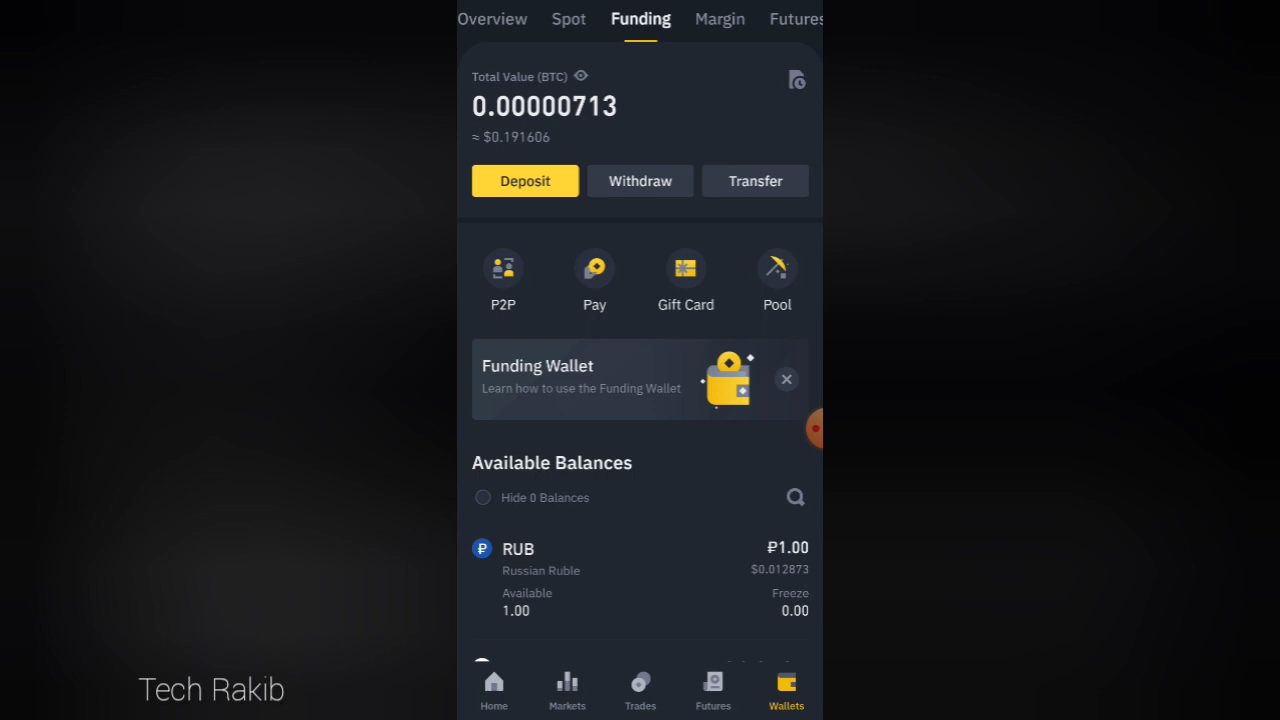 Overview Spot Funding Margin Futures
Total Value (BTC)
0.00000713
≈ $0.191606
Deposit Withdraw Transfer
P2P Pay Gift Card Pool
Funding Wallet
Learn how to use the Funding Wallet
Available Balances
Hide 0 Balances
RUB ₽1.00
Russian Ruble $0.012873
Available Freeze
1.00 0.00
Home Markets Trades Futures Wallets
Tech Rakib